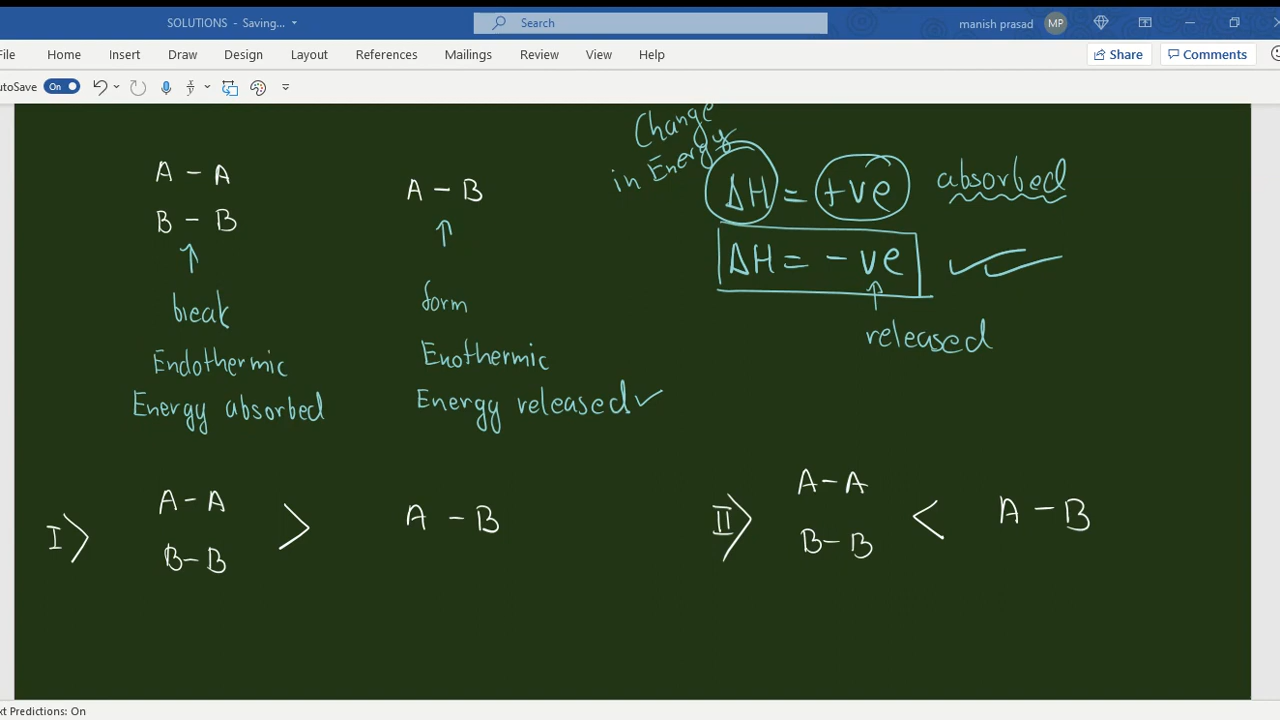 SOLUTIONS - Saving...
Search
manish prasad
MP
File Home Insert Draw Design Layout References Mailings Review View Help
Share
Comments
AutoSave On
Change
in Energy
A - A
B - B
break
Endothermic
Energy absorbed
A - B
form
Exothermic
Energy released ✓
ΔH = +ve absorbed
ΔH = -ve
released
I> A - A
B - B
>
A - B
II> A - A
B - B
<
A - B
xt Predictions: On